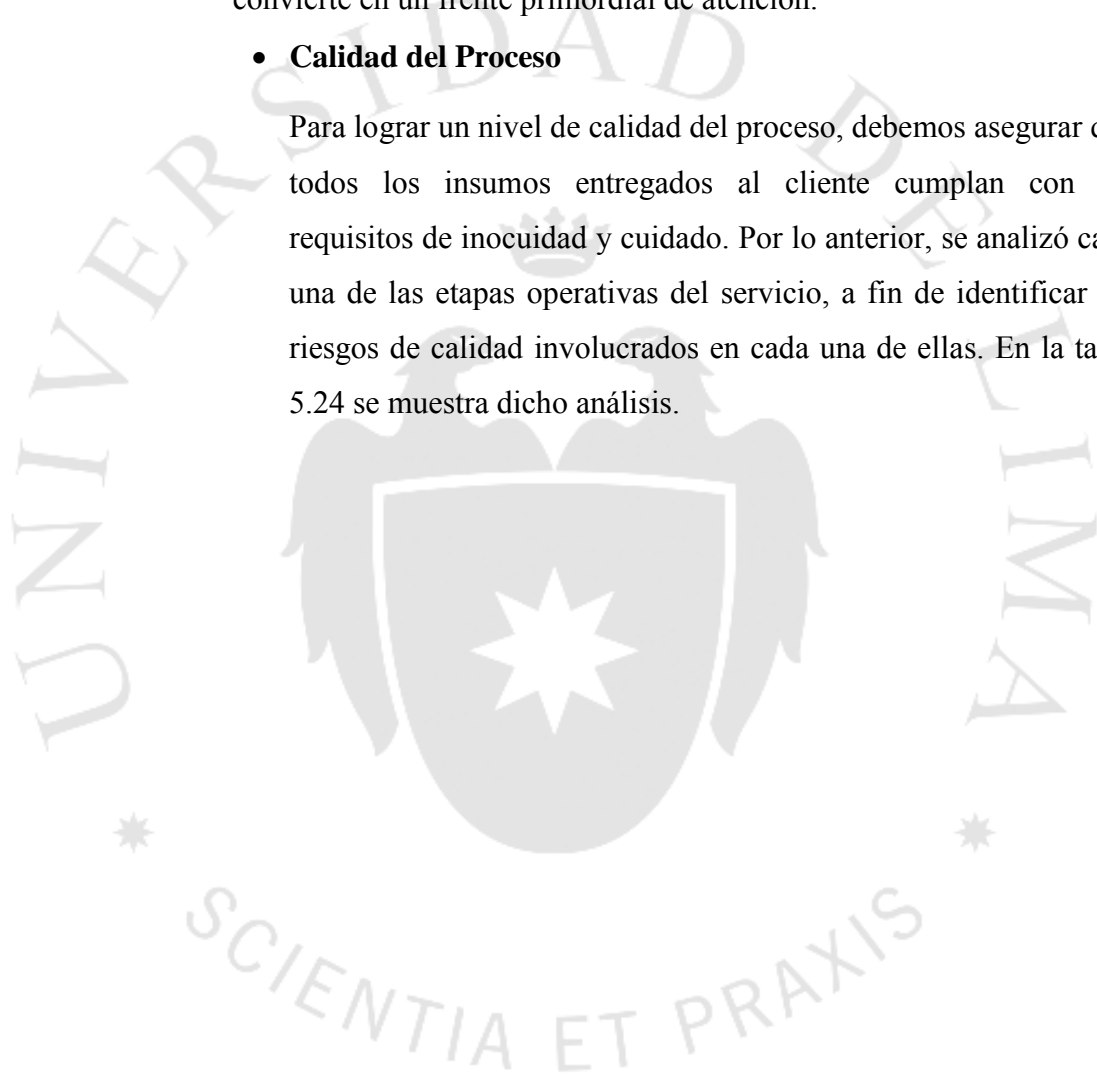 convierte en un frente primordial de atención.
• Calidad del Proceso
Para lograr un nivel de calidad del proceso, debemos asegurar
todos los insumos entregados al cliente cumplan con
requisitos de inocuidad y cuidado. Por lo anterior, se analizó
una de las etapas operativas del servicio, a fin de identificar
riesgos de calidad involucrados en cada una de ellas. En la
5.24 se muestra dicho análisis.
UNIVERSIDAD DE LIMA
SCIENTIA ET PRAXIS